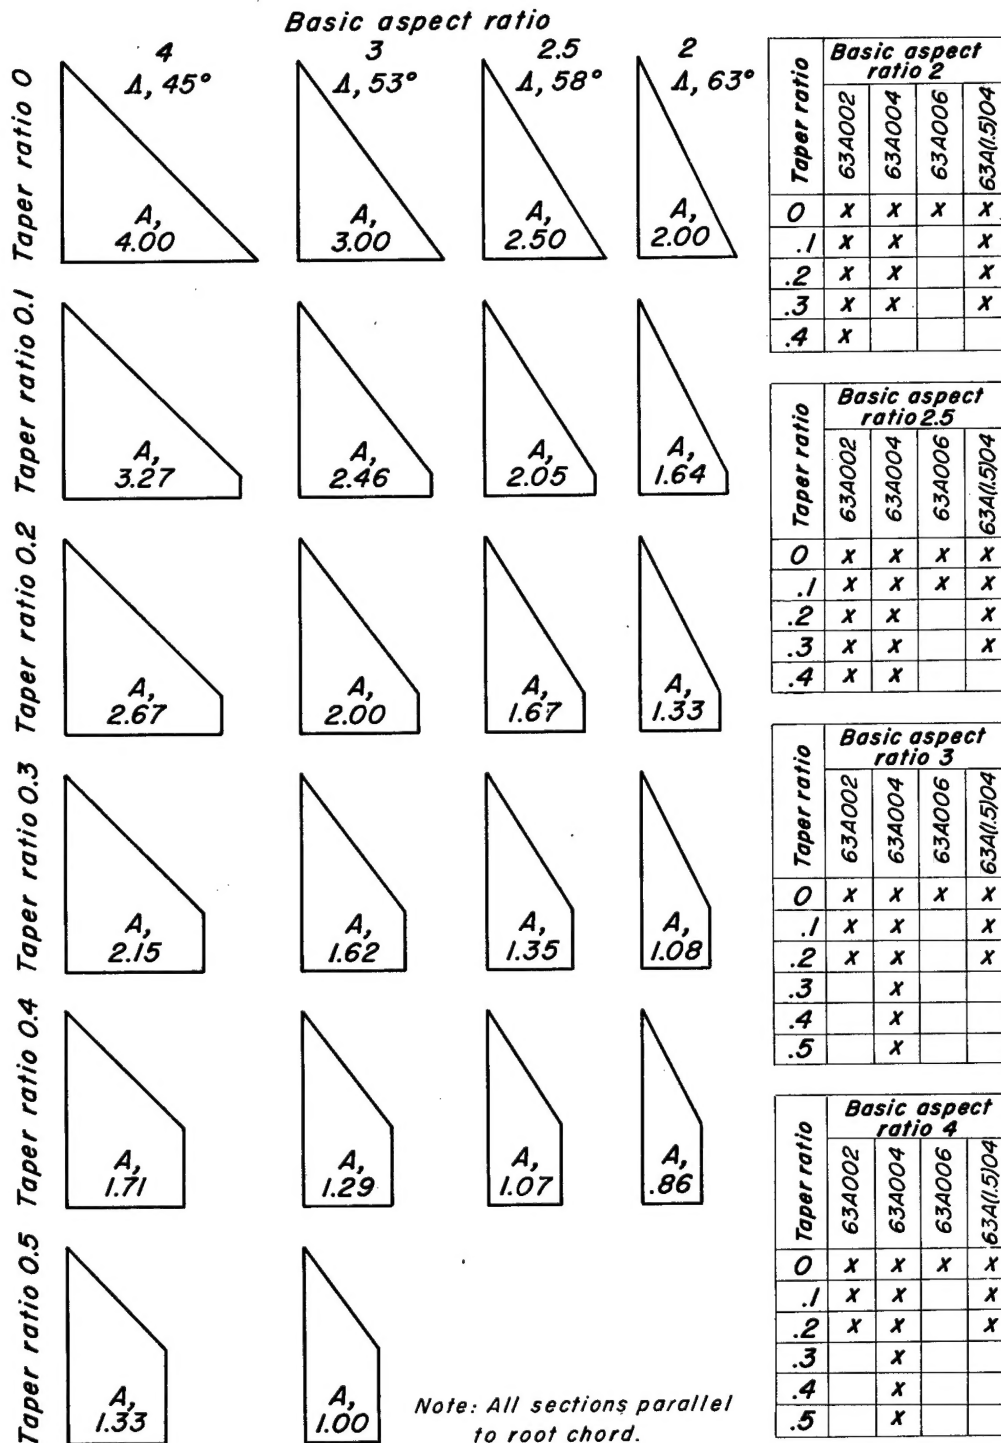 Basic aspect ratio
4 3 2.5 2
Λ, 45° Λ, 53° Λ, 58° Λ, 63°
Taper ratio 0
A, 4.00
A, 3.00
A, 2.50
A, 2.00
Taper ratio 0.1
A, 3.27
A, 2.46
A, 2.05
A, 1.64
Taper ratio 0.2
A, 2.67
A, 2.00
A, 1.67
A, 1.33
Taper ratio 0.3
A, 2.15
A, 1.62
A, 1.35
A, 1.08
Taper ratio 0.4
A, 1.71
A, 1.29
A, 1.07
A, .86
Taper ratio 0.5
A, 1.33
A, 1.00
Note: All sections parallel
to root chord.
Basic aspect
ratio 2
Taper ratio 63A002 63A004 63A006 63A(1.5)04
0 x x x x
.1 x x x
.2 x x x
.3 x x x
.4 x
Basic aspect
ratio 2.5
Taper ratio 63A002 63A004 63A006 63A(1.5)04
0 x x x x
.1 x x x x
.2 x x x
.3 x x x
.4 x x
Basic aspect
ratio 3
Taper ratio 63A002 63A004 63A006 63A(1.5)04
0 x x x x
.1 x x x
.2 x x x
.3 x
.4 x
.5 x
Basic aspect
ratio 4
Taper ratio 63A002 63A004 63A006 63A(1.5)04
0 x x x x
.1 x x x
.2 x x x
.3 x
.4 x
.5 x